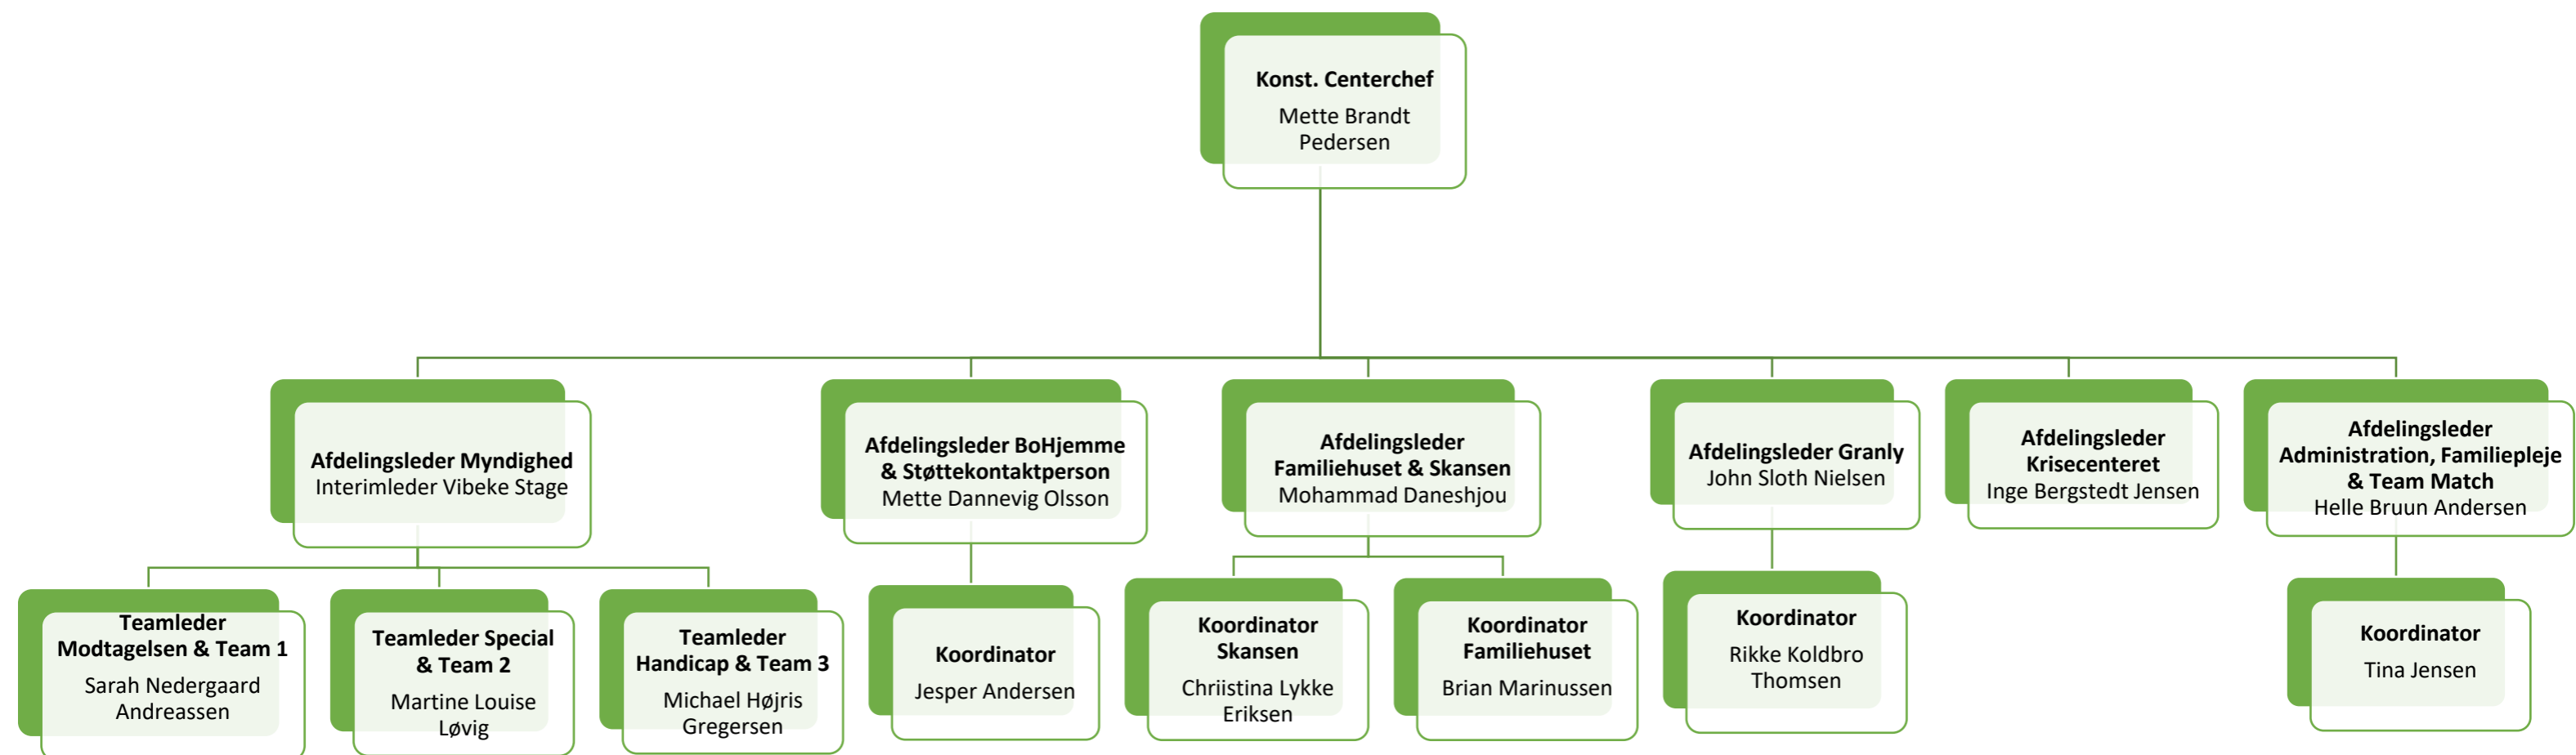 Konst. Centerchef
Mette Brandt
Pedersen
Afdelingsleder Myndighed
Interimleder Vibeke Stage
Afdelingsleder BoHjemme
& Støttekontaktperson
Mette Dannevig Olsson
Afdelingsleder
Familiehuset & Skansen
Mohammad Daneshjou
Afdelingsleder Granly
John Sloth Nielsen
Afdelingsleder
Krisecenteret
Inge Bergstedt Jensen
Afdelingsleder
Administration, Familiepleje
& Team Match
Helle Bruun Andersen
Teamleder
Modtagelsen & Team 1
Sarah Nedergaard
Andreassen
Teamleder Special
& Team 2
Martine Louise
Løvig
Teamleder
Handicap & Team 3
Michael Højris
Gregersen
Koordinator
Jesper Andersen
Koordinator
Skansen
Chriistina Lykke
Eriksen
Koordinator
Familiehuset
Brian Marinussen
Koordinator
Rikke Koldbro
Thomsen
Koordinator
Tina Jensen